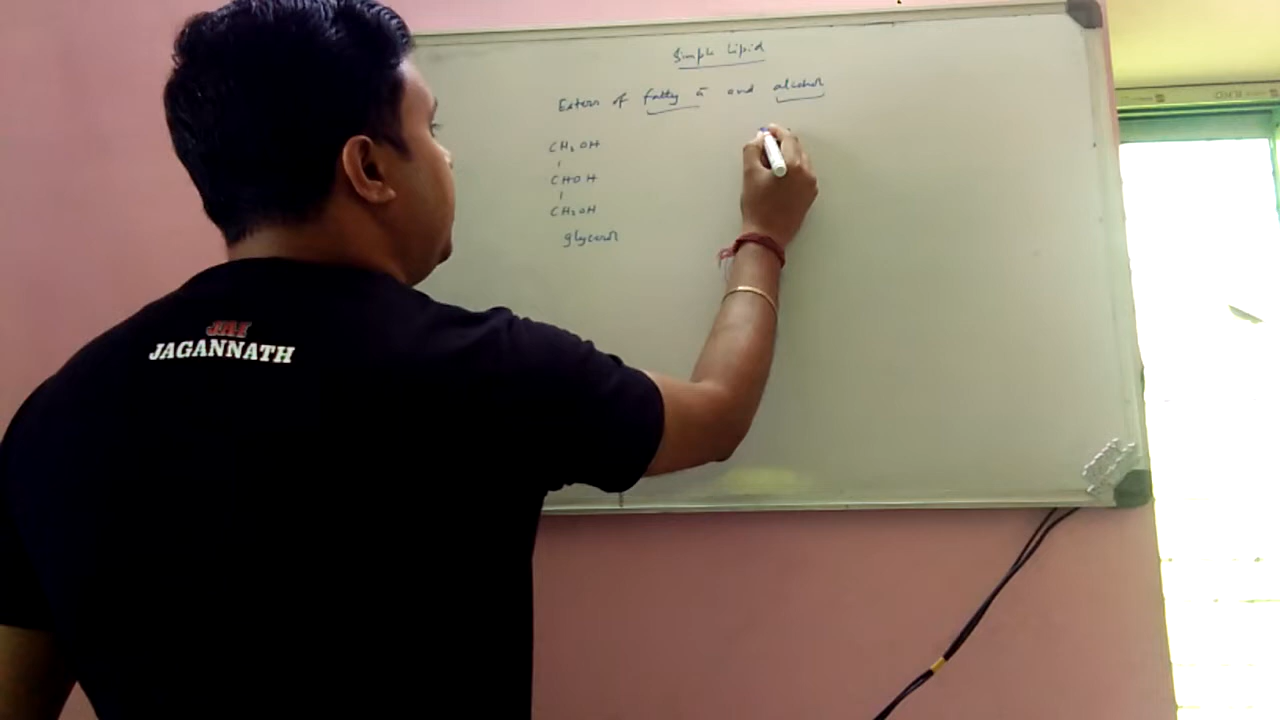 Simple Lipid
Esters of fatty ā and alcohol
CH₂OH
CHOH
CH₂OH
glycerol
JAI
JAGANNATH